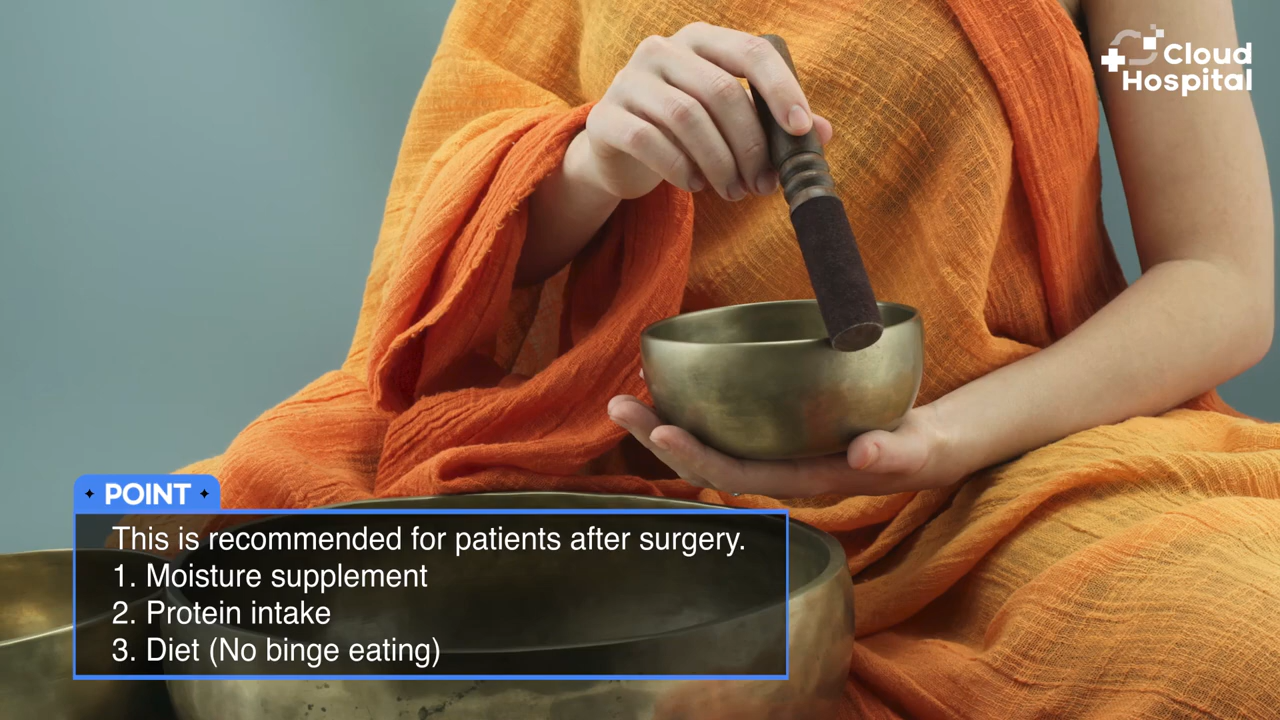 Cloud
Hospital
POINT
This is recommended for patients after surgery.
1. Moisture supplement
2. Protein intake
3. Diet (No binge eating)